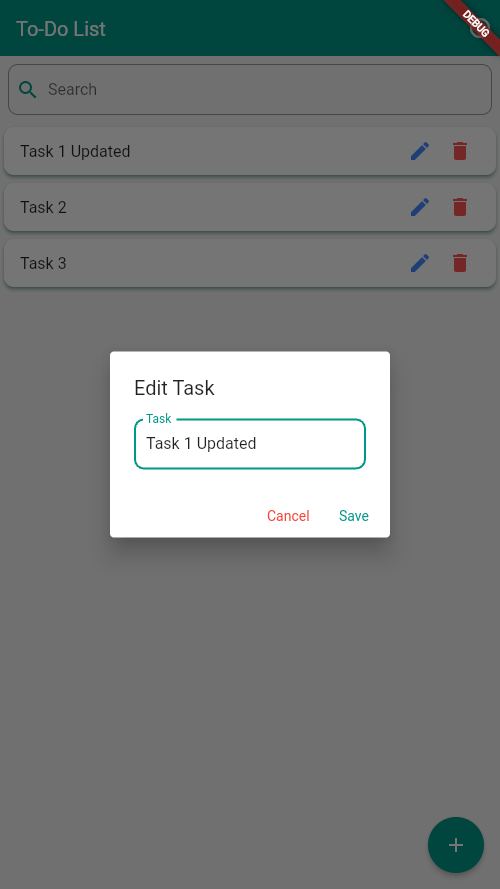 To-Do List
DEBUG
Search
Task 1 Updated
Task 2
Task 3
Edit Task
Task
Task 1 Updated
Cancel
Save